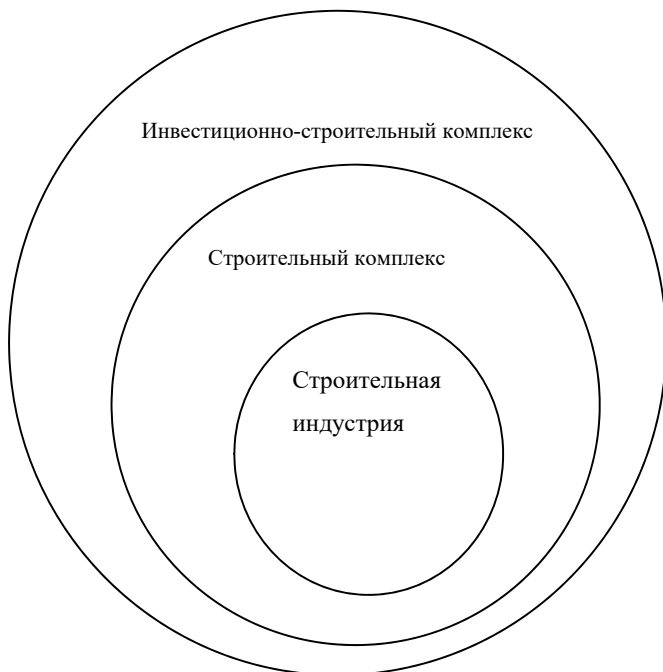 Инвестиционно-строительный комплекс
Строительный комплекс
Строительная
индустрия